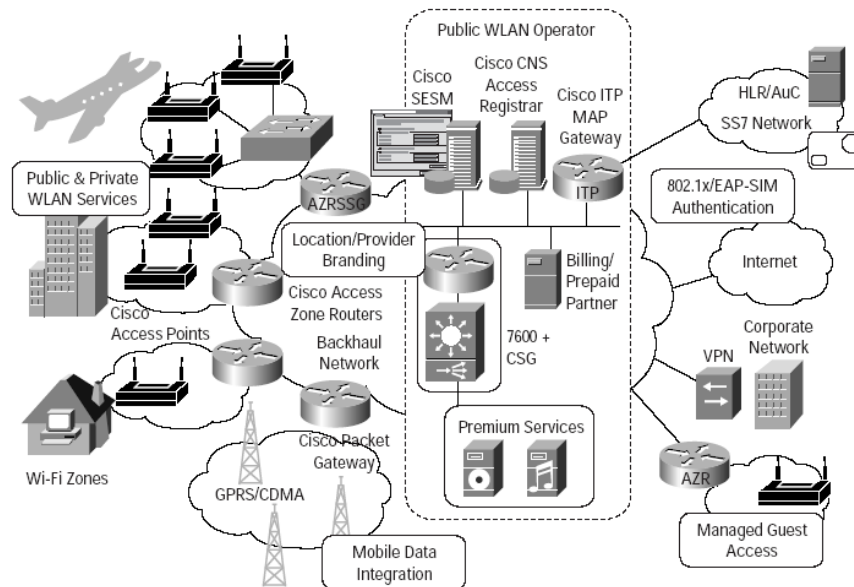 Public WLAN Operator
Cisco
SESM
Cisco CNS
Access
Registrar
Cisco ITP
MAP
Gateway
HLR/AuC
SS7 Network
Public & Private
WLAN Services
AZRSSG
ITP
802.1x/EAP-SIM
Authentication
Location/Provider
Branding
Billing/
Prepaid
Partner
Internet
Cisco
Access Points
Cisco Access
Zone Routers
Backhaul
Network
7600 +
CSG
VPN
Corporate
Network
Cisco Packet
Gateway
Premium Services
Wi-Fi Zones
GPRS/CDMA
AZR
Mobile Data
Integration
Managed Guest
Access